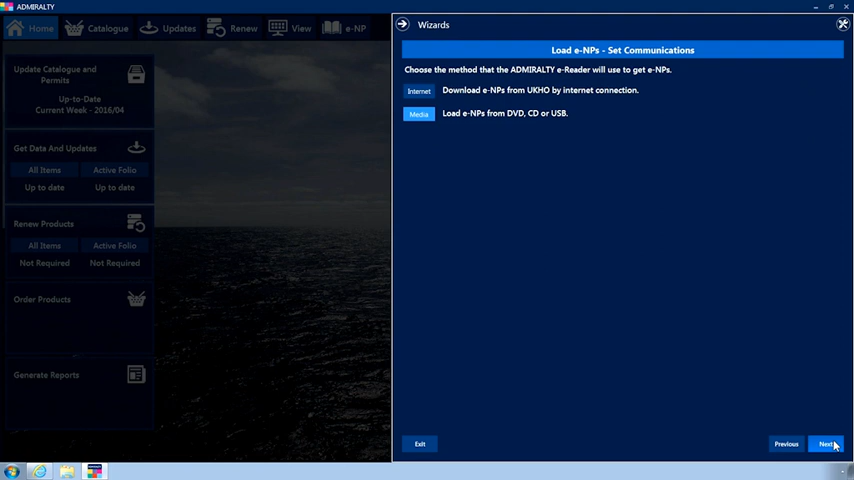 ADMIRALTY
Home
Catalogue
Updates
Renew
View
e-NP
Update Catalogue and
Permits
Up-to-Date
Current Week - 2016/04
Get Data And Updates
All Items
Active Folio
Up to date
Up to date
Renew Products
All Items
Active Folio
Not Required
Not Required
Order Products
Generate Reports
Wizards
Load e-NPs - Set Communications
Choose the method that the ADMIRALTY e-Reader will use to get e-NPs.
Internet
Download e-NPs from UKHO by internet connection.
Media
Load e-NPs from DVD, CD or USB.
Exit
Previous
Next